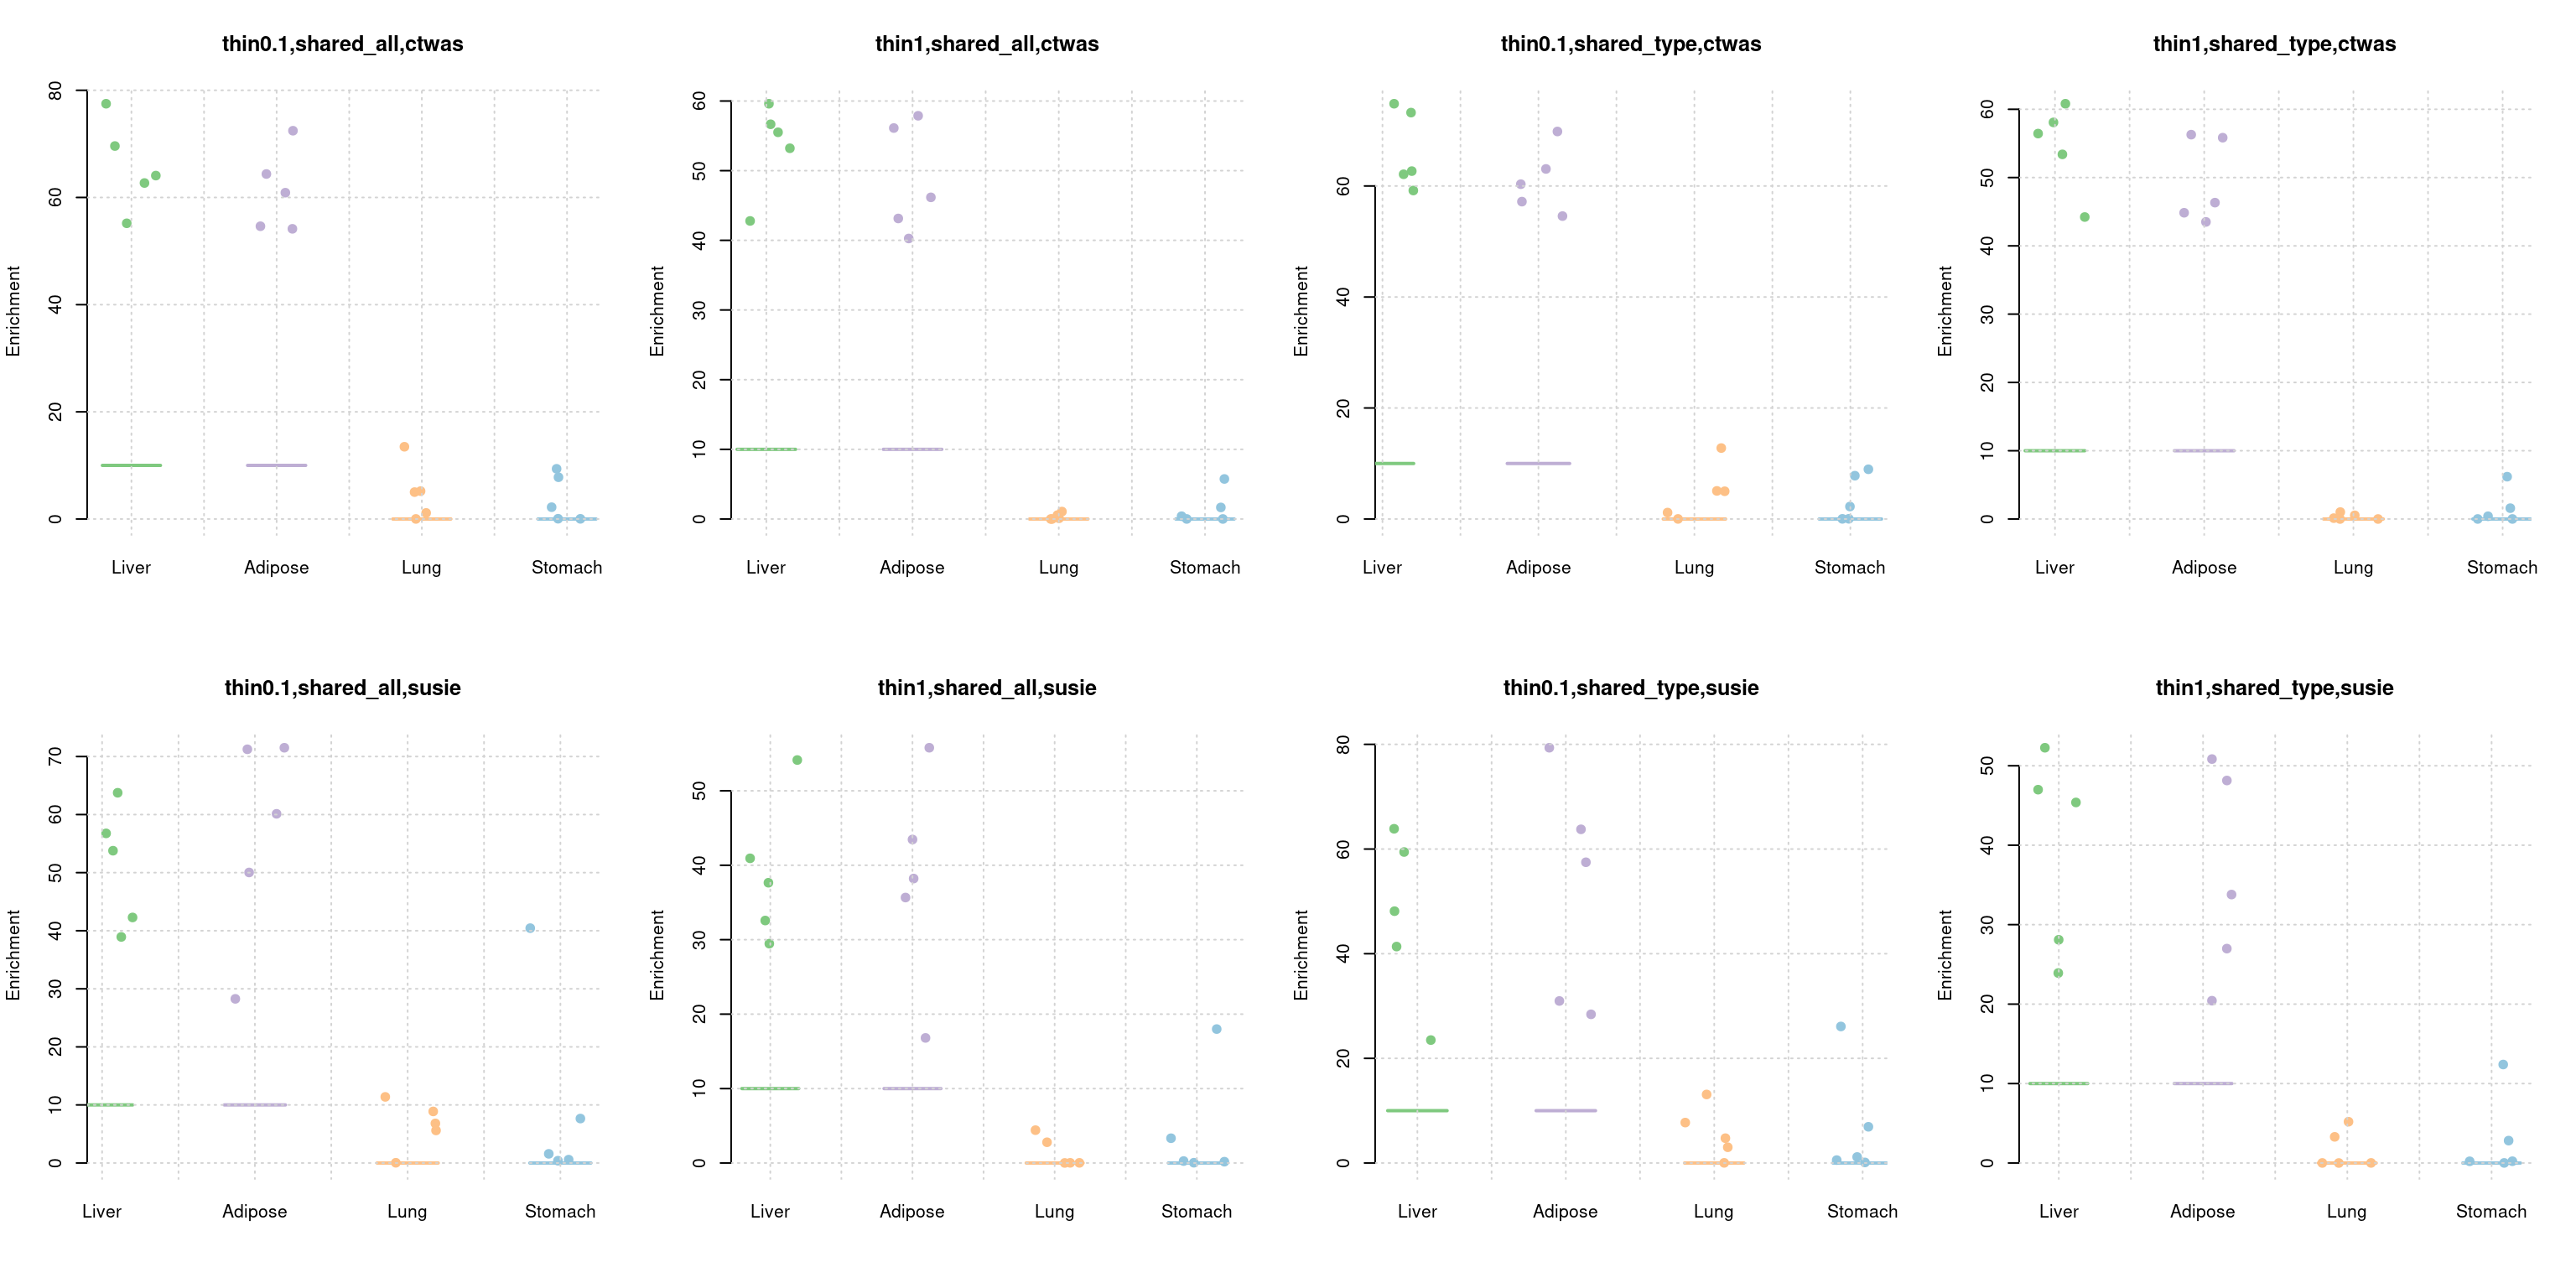 thin0.1,shared_all,ctwas
Enrichment
80
60
40
20
0
Liver Adipose Lung Stomach
thin1,shared_all,ctwas
Enrichment
60
50
40
30
20
10
0
Liver Adipose Lung Stomach
thin0.1,shared_type,ctwas
Enrichment
60
40
20
0
Liver Adipose Lung Stomach
thin1,shared_type,ctwas
Enrichment
60
50
40
30
20
10
0
Liver Adipose Lung Stomach
thin0.1,shared_all,susie
Enrichment
70
60
50
40
30
20
10
0
Liver Adipose Lung Stomach
thin1,shared_all,susie
Enrichment
50
40
30
20
10
0
Liver Adipose Lung Stomach
thin0.1,shared_type,susie
Enrichment
80
60
40
20
0
Liver Adipose Lung Stomach
thin1,shared_type,susie
Enrichment
50
40
30
20
10
0
Liver Adipose Lung Stomach